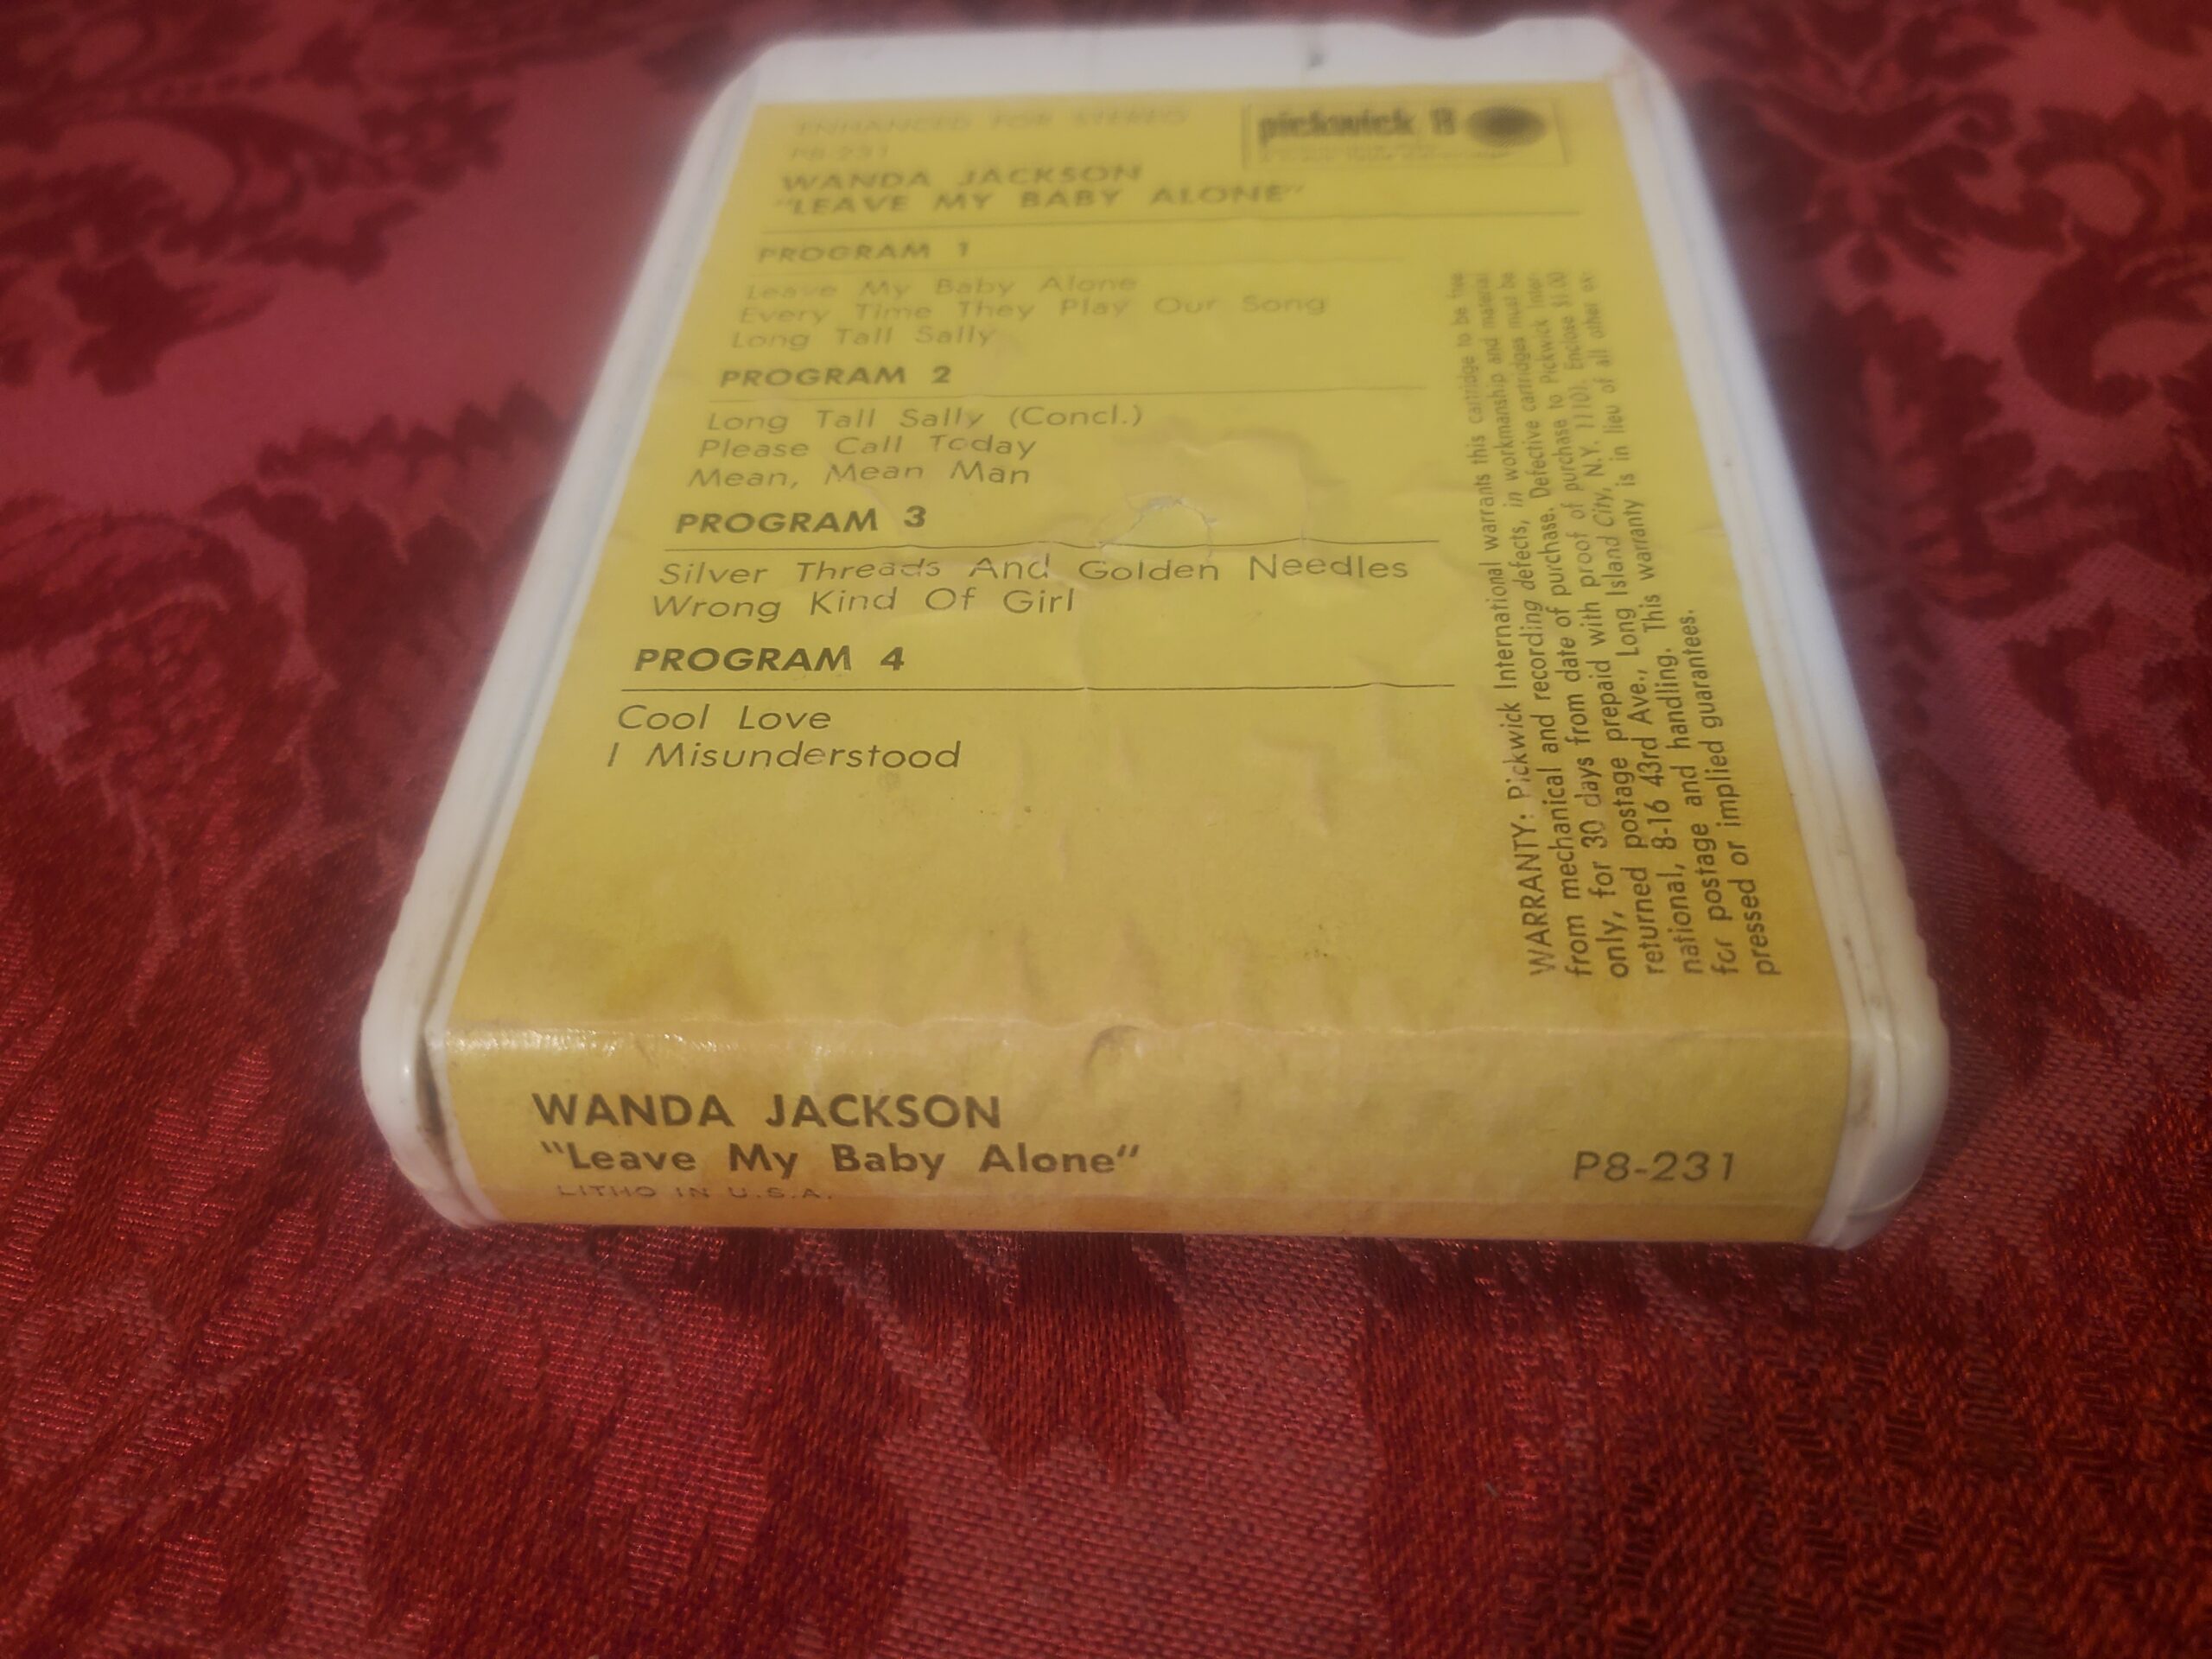 ENHANCED FOR STEREO
P8-231
pickwick 8
WANDA JACKSON
"LEAVE MY BABY ALONE"
PROGRAM 1
Leave My Baby Alone
Every Time They Play Our Song
Long Tall Sally
PROGRAM 2
Long Tall Sally (Concl.)
Please Call Today
Mean, Mean Man
PROGRAM 3
Silver Threads And Golden Needles
Wrong Kind Of Girl
PROGRAM 4
Cool Love
I Misunderstood
WARRANTY: Pickwick International warrants this cartridge to be free
from mechanical and recording defects, in workmanship and material
only, for 30 days from date of purchase. Defective cartridges must be
returned postage prepaid with proof of purchase to Pickwick Inter-
national, 8-16 43rd Ave., Long Island City, N.Y. 11101. Enclose $1.00
for postage and handling. This warranty is in lieu of all other ex-
pressed or implied guarantees.
WANDA JACKSON
"Leave My Baby Alone"
P8-231
LITHO IN U.S.A.